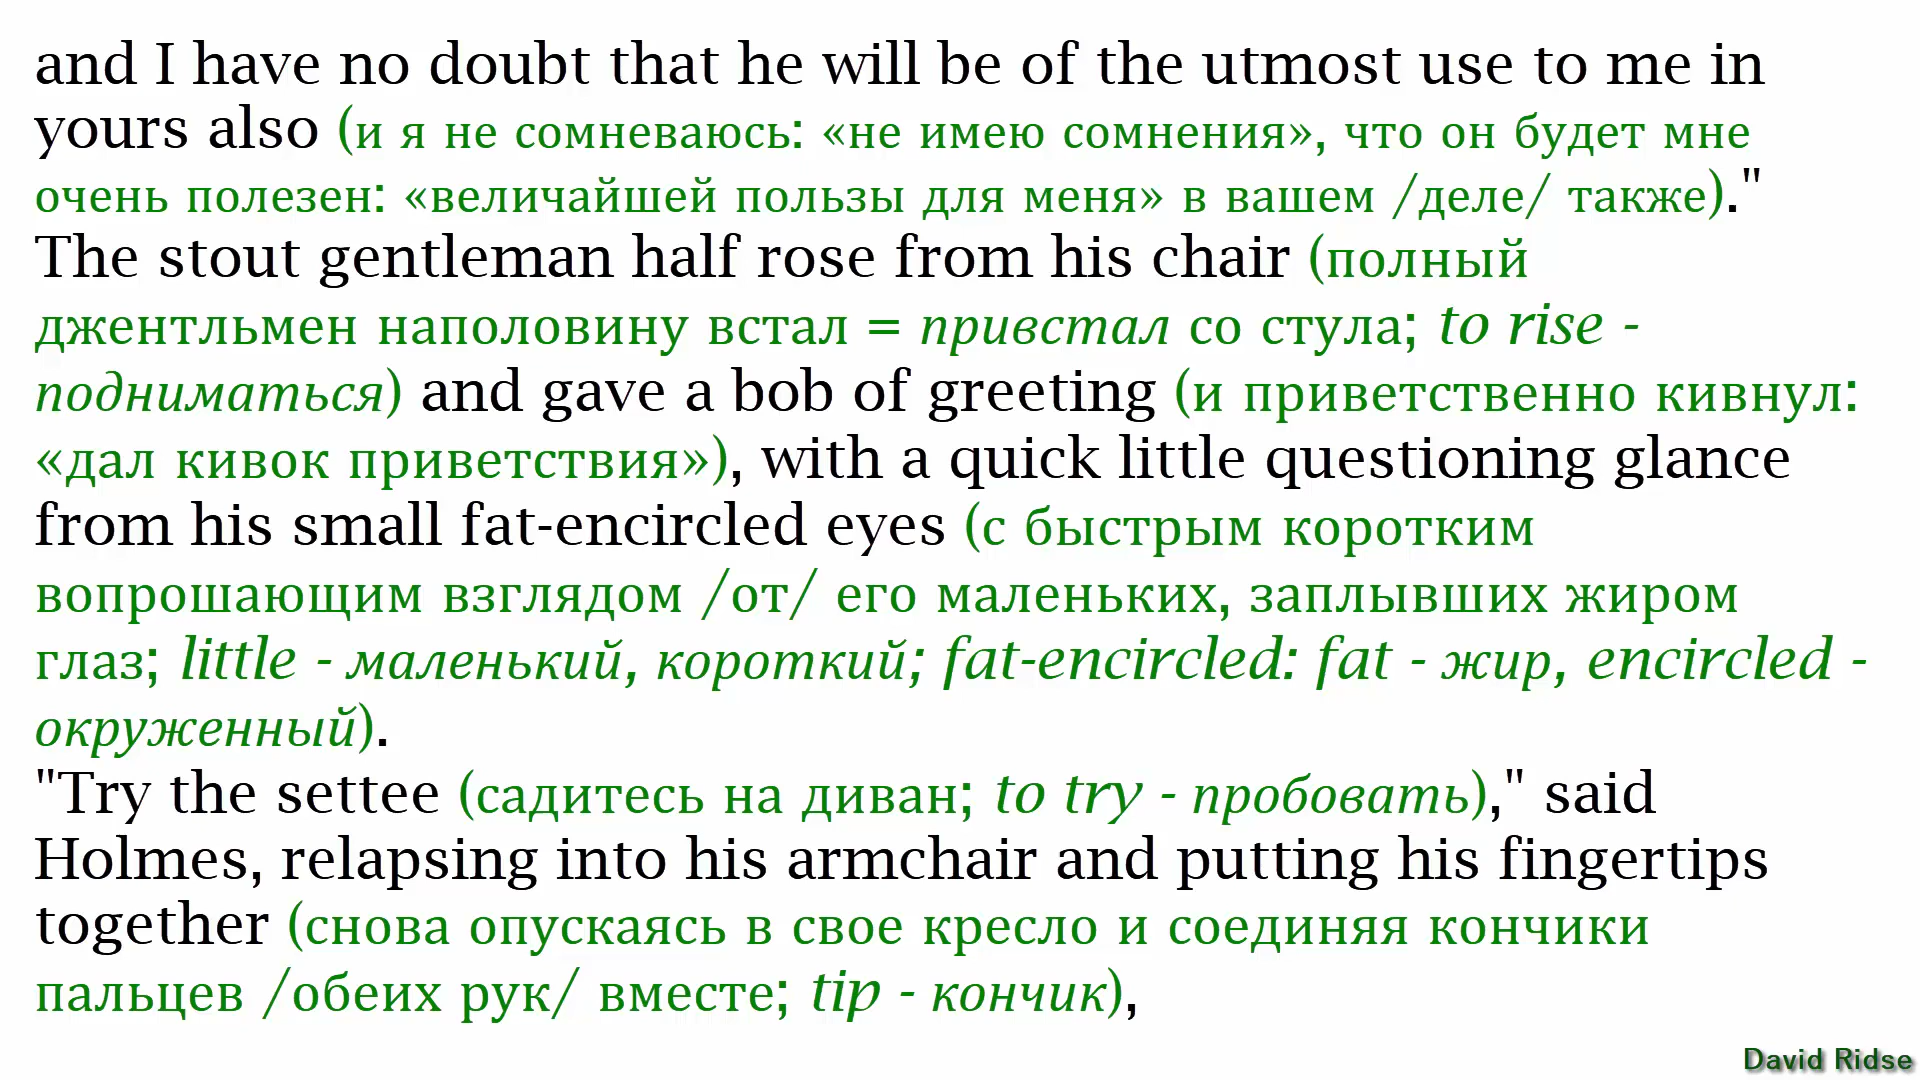 and I have no doubt that he will be of the utmost use to me in
yours also (и я не сомневаюсь: «не имею сомнения», что он будет мне
очень полезен: «величайшей пользы для меня» в вашем /деле/ также)."
The stout gentleman half rose from his chair (полный
джентльмен наполовину встал = привстал со стула; to rise -
подниматься) and gave a bob of greeting (и приветственно кивнул:
«дал кивок приветствия»), with a quick little questioning glance
from his small fat-encircled eyes (с быстрым коротким
вопрошающим взглядом /от/ его маленьких, заплывших жиром
глаз; little - маленький, короткий; fat-encircled: fat - жир, encircled -
окруженный).
"Try the settee (садитесь на диван; to try - пробовать)," said
Holmes, relapsing into his armchair and putting his fingertips
together (снова опускаясь в свое кресло и соединяя кончики
пальцев /обеих рук/ вместе; tip - кончик),
David Ridse